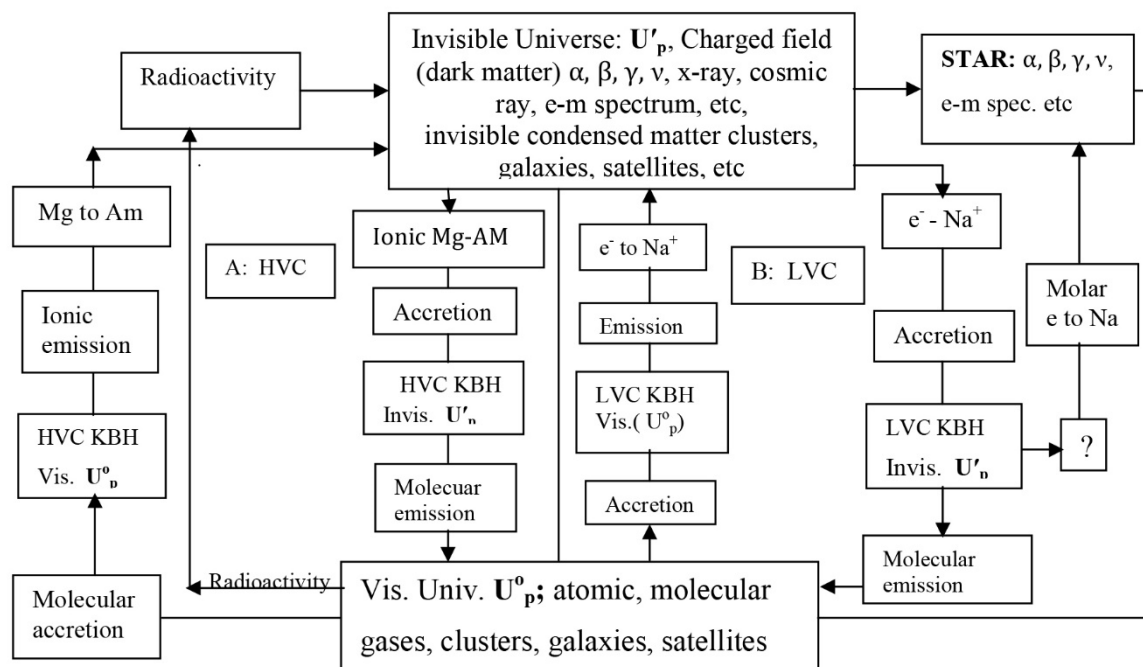 Invisible Universe: U′p, Charged field
(dark matter) α, β, γ, ν, x-ray, cosmic
ray, e-m spectrum, etc,
invisible condensed matter clusters,
galaxies, satellites, etc
STAR: α, β, γ, ν,
e-m spec. etc
Radioactivity
Mg to Am
Ionic
emission
HVC KBH
Vis. Uᵒp
Molecular
accretion
A: HVC
Ionic Mg-AM
Accretion
HVC KBH
Invis. U′p
Molecuar
emission
e⁻ to Na⁺
Emission
LVC KBH
Vis.( Uᵒp)
Accretion
B: LVC
e⁻ - Na⁺
Accretion
LVC KBH
Invis. U′p
Molecular
emission
Molar
e to Na
?
Radioactivity
Vis. Univ. Uᵒp; atomic, molecular
gases, clusters, galaxies, satellites